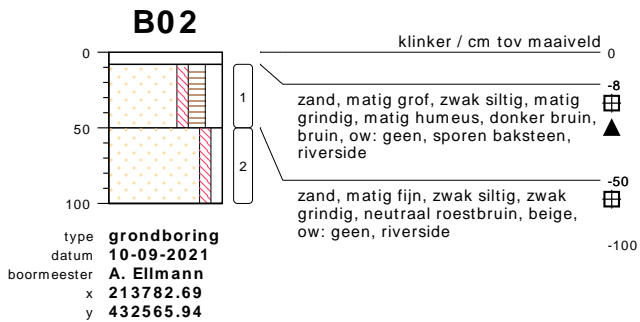 B02
klinker / cm tov maaiveld
0
0
-8
zand, matig grof, zwak siltig, matig
grindig, matig humeus, donker bruin,
bruin, ow: geen, sporen baksteen,
riverside
1
50
-50
zand, matig fijn, zwak siltig, zwak
grindig, neutraal roestbruin, beige,
ow: geen, riverside
2
100
-100
type grondboring
datum 10-09-2021
boormeester A. Ellmann
x 213782.69
y 432565.94